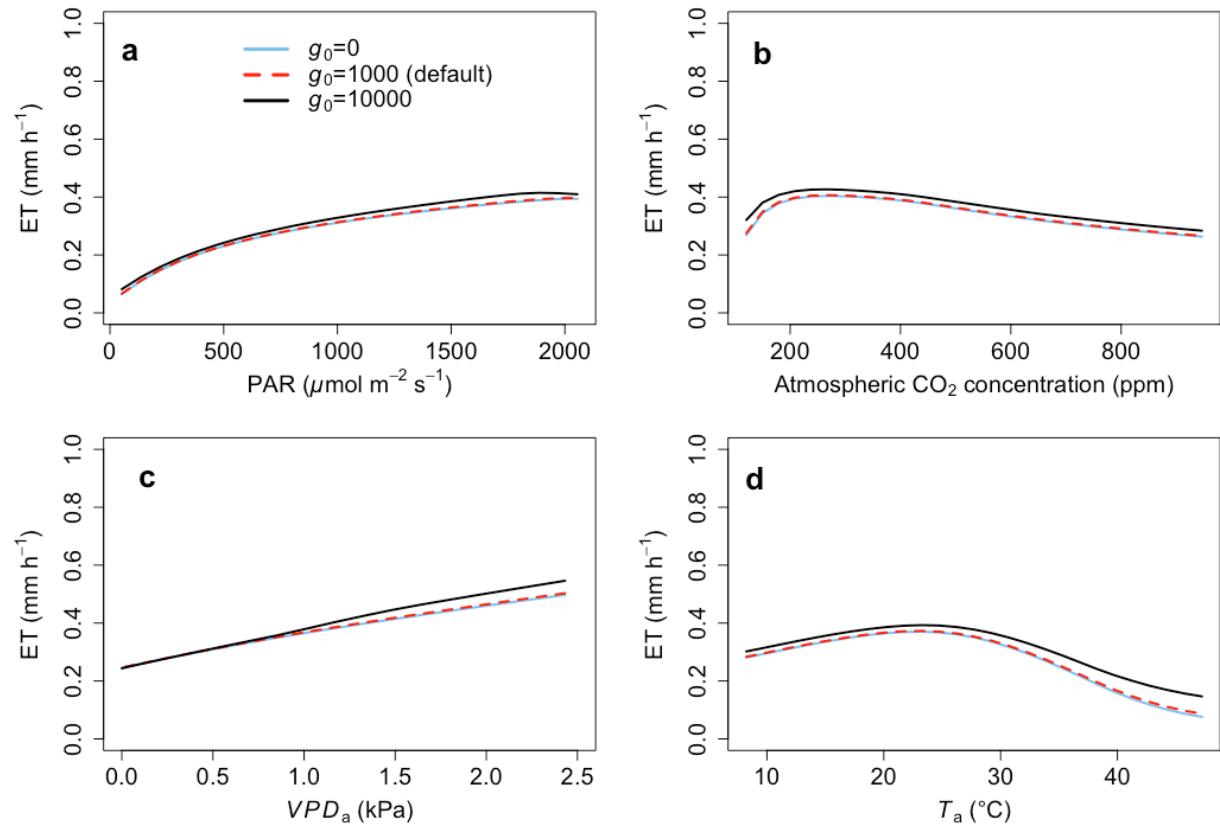 a
g₀=0
g₀=1000 (default)
g₀=10000
ET (mm h⁻¹)
0.0 0.2 0.4 0.6 0.8 1.0
0 500 1000 1500 2000
PAR (µmol m⁻² s⁻¹)
b
ET (mm h⁻¹)
0.0 0.2 0.4 0.6 0.8 1.0
200 400 600 800
Atmospheric CO₂ concentration (ppm)
c
ET (mm h⁻¹)
0.0 0.2 0.4 0.6 0.8 1.0
0.0 0.5 1.0 1.5 2.0 2.5
VPDₐ (kPa)
d
ET (mm h⁻¹)
0.0 0.2 0.4 0.6 0.8 1.0
10 20 30 40
Tₐ (°C)